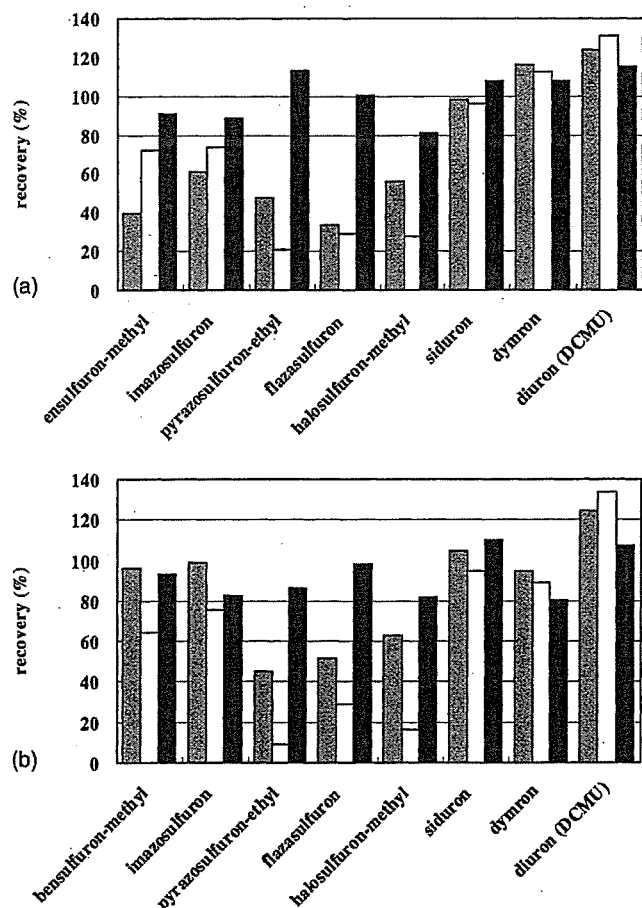 140
120
100
80
60
40
20
0
recovery (%)
(a)
ensulfuron-methyl
imazosulfuron
pyrazosulfuron-ethyl
flazasulfuron
halosulfuron-methyl
siduron
dymron
diuron (DCMU)
140
120
100
80
60
40
20
0
recovery (%)
(b)
bensulfuron-methyl
imazosulfuron
pyrazosulfuron-ethyl
flazasulfuron
halosulfuron-methyl
siduron
dymron
diuron (DCMU)